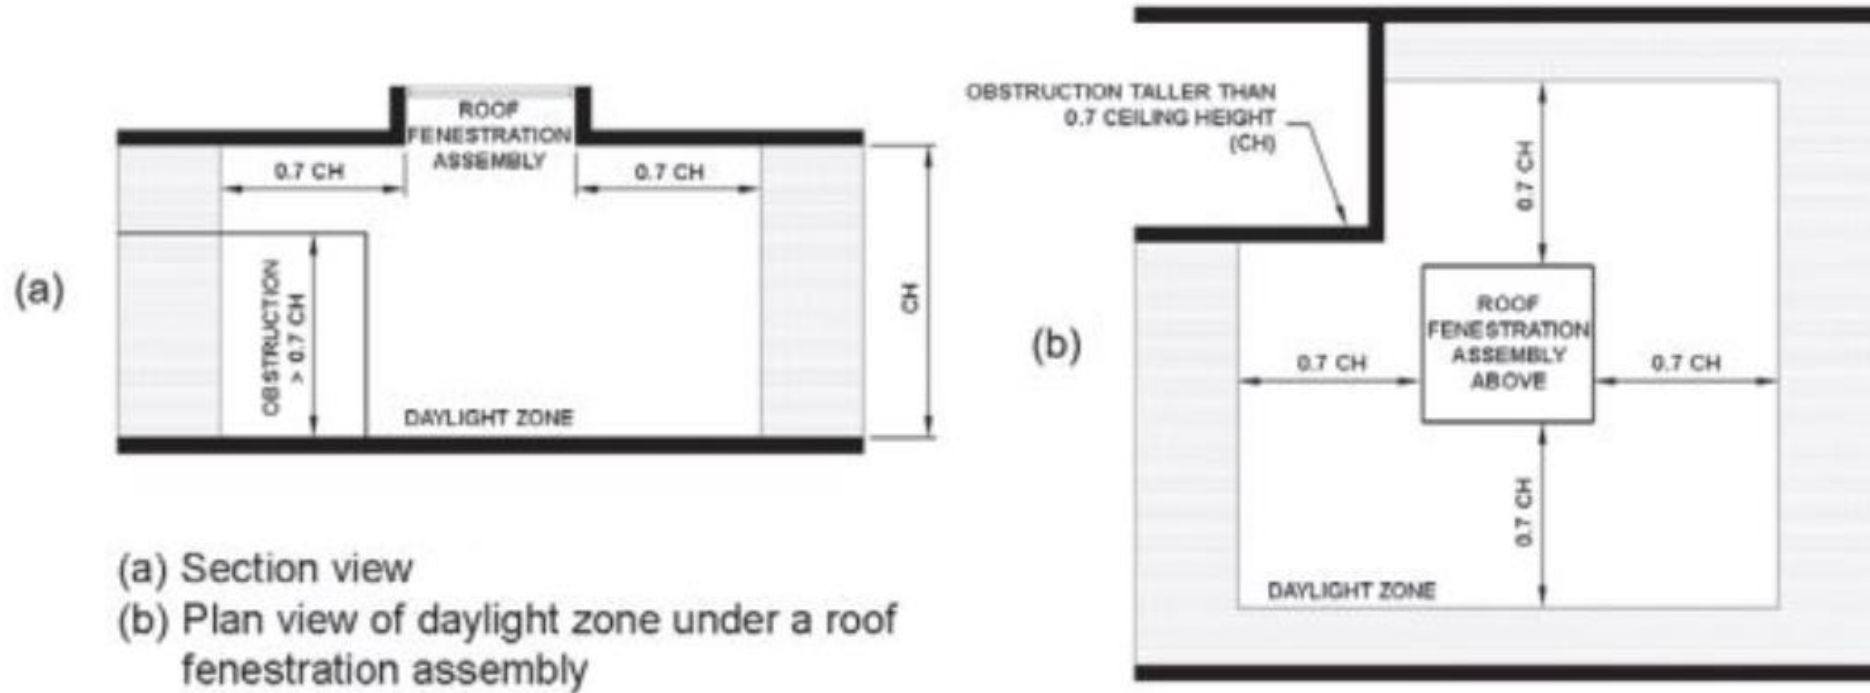 ROOF
FENESTRATION
ASSEMBLY
0.7 CH
0.7 CH
OBSTRUCTION
> 0.7 CH
CH
DAYLIGHT ZONE
(a)
(a) Section view
(b) Plan view of daylight zone under a roof
fenestration assembly
OBSTRUCTION TALLER THAN
0.7 CEILING HEIGHT
(CH)
0.7 CH
(b)
ROOF
FENESTRATION
ASSEMBLY
ABOVE
0.7 CH
0.7 CH
0.7 CH
DAYLIGHT ZONE